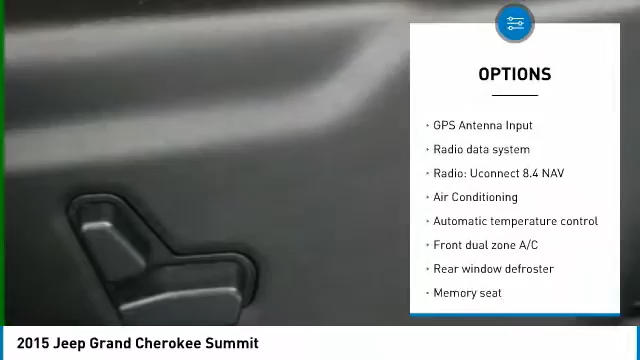 OPTIONS
• GPS Antenna Input
• Radio data system
• Radio: Uconnect 8.4 NAV
• Air Conditioning
• Automatic temperature control
• Front dual zone A/C
• Rear window defroster
• Memory seat
2015 Jeep Grand Cherokee Summit